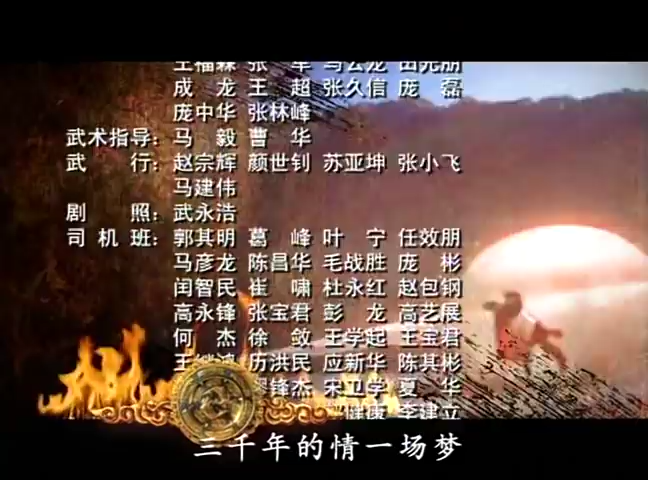 成　龙 王　超 张久信 庞　磊
庞中华 张林峰
武术指导：马　毅 曹　华
武　　行：赵宗辉 颜世钊 苏亚坤 张小飞
马建伟
剧　　照：武永浩
司 机 班：郭其明 葛　峰 叶　宁 任效朋
马彦龙 陈昌华 毛战胜 庞　彬
闰智民 崔　啸 杜永红 赵包钢
高永锋 张宝君 彭　龙 高艺展
何　杰 徐　敛 王学起 王宝君
历洪民 应新华 陈其彬
锋杰 宋卫学 夏　华
李建立
三千年的情一场梦